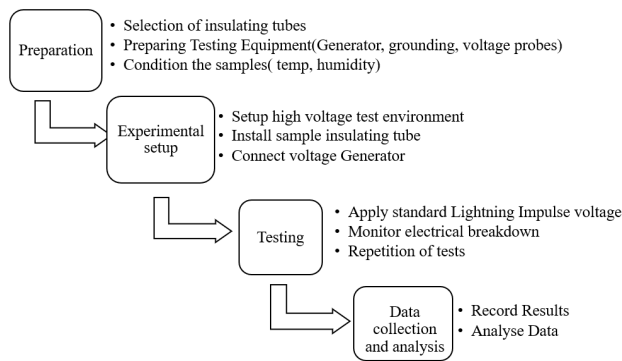 Preparation
• Selection of insulating tubes
• Preparing Testing Equipment(Generator, grounding, voltage probes)
• Condition the samples( temp, humidity)
Experimental
setup
• Setup high voltage test environment
• Install sample insulating tube
• Connect voltage Generator
Testing
• Apply standard Lightning Impulse voltage
• Monitor electrical breakdown
• Repetition of tests
Data
collection
and analysis
• Record Results
• Analyse Data